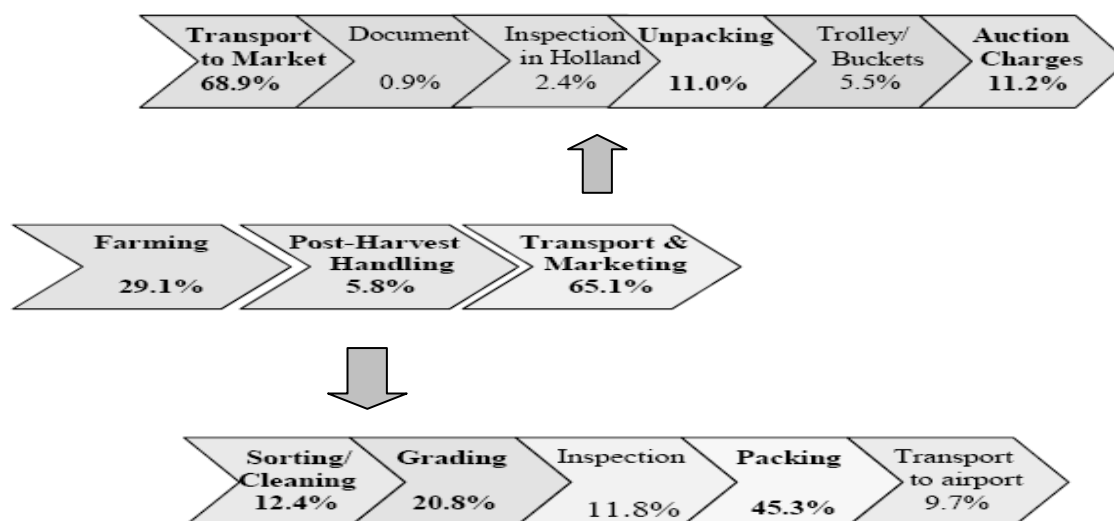 Transport to Market
68.9%
Document
0.9%
Inspection in Holland
2.4%
Unpacking
11.0%
Trolley/
Buckets
5.5%
Auction
Charges
11.2%
Farming
29.1%
Post-Harvest
Handling
5.8%
Transport &
Marketing
65.1%
Sorting/
Cleaning
12.4%
Grading
20.8%
Inspection
11.8%
Packing
45.3%
Transport
to airport
9.7%